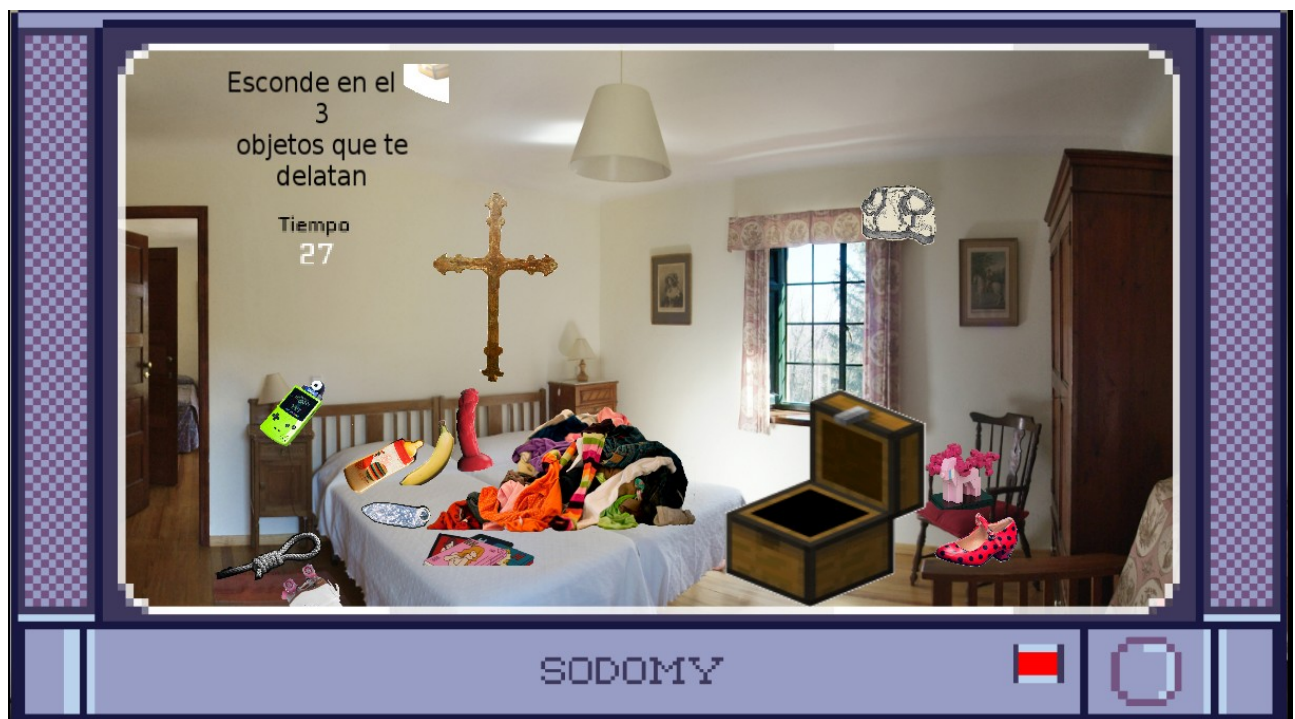 Esconde en el
3
objetos que te
delatan
Tiempo
27
SODOMY